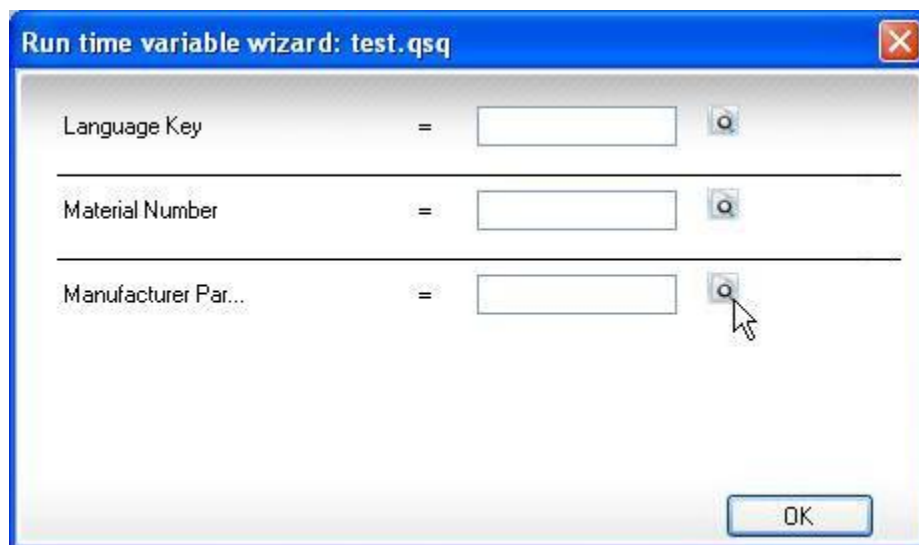 Run time variable wizard: test.qsq
Language Key =
Material Number =
Manufacturer Par... =
OK